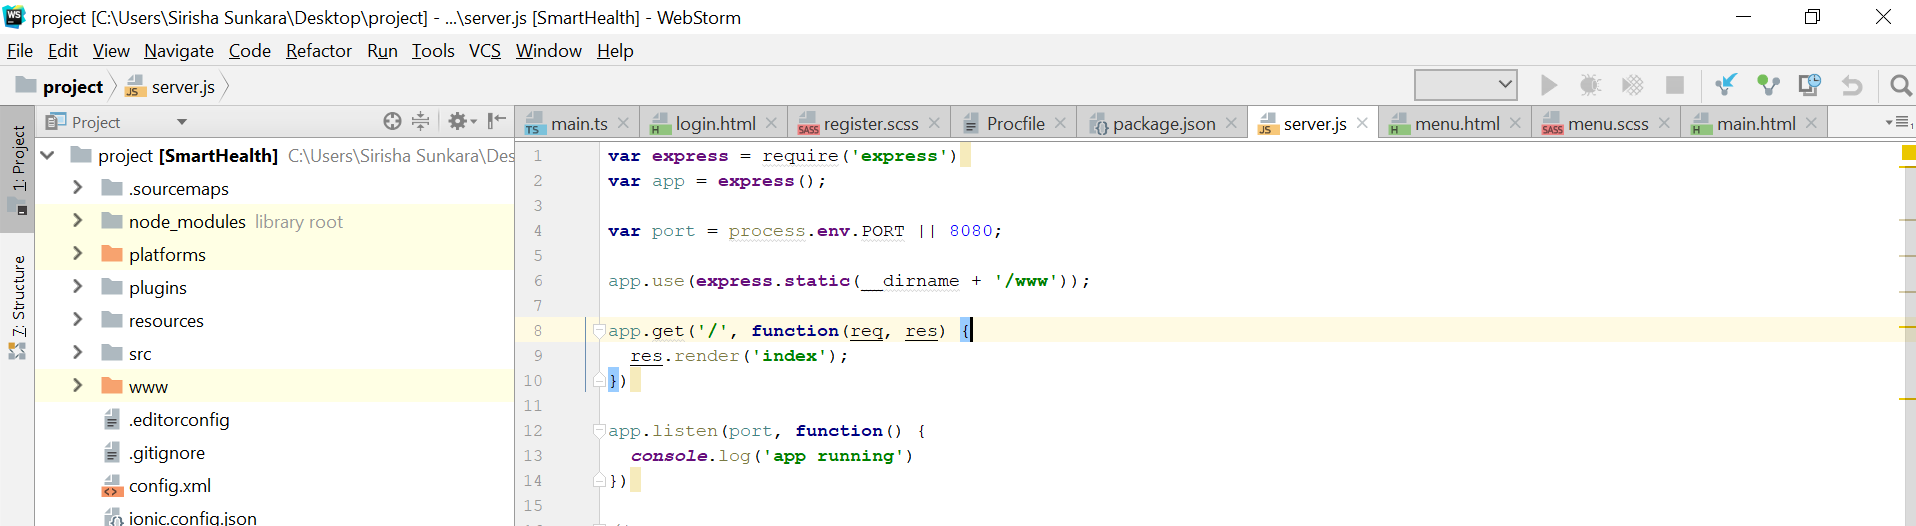 project [C:\Users\Sirisha Sunkara\Desktop\project] - ...\server.js [SmartHealth] - WebStorm
File Edit View Navigate Code Refactor Run Tools VCS Window Help
project server.js
Project
main.ts login.html register.scss Procfile package.json server.js menu.html menu.scss main.html
1: Project
7: Structure
project [SmartHealth] C:\Users\Sirisha Sunkara\Des
.sourcemaps
node_modules library root
platforms
plugins
resources
src
www
.editorconfig
.gitignore
config.xml
ionic.config.json
1 var express = require('express')
2 var app = express();
3
4 var port = process.env.PORT || 8080;
5
6 app.use(express.static(__dirname + '/www'));
7
8 app.get('/', function(req, res) {
9 res.render('index');
10 })
11
12 app.listen(port, function() {
13 console.log('app running')
14 })
15